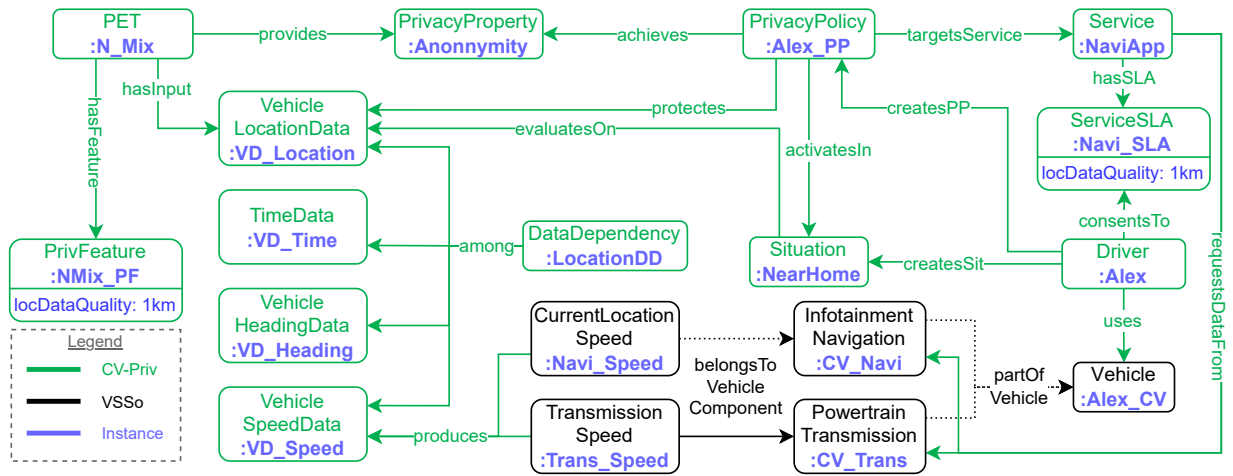 PET
:N_Mix
provides
PrivacyProperty
:Anonnymity
achieves
PrivacyPolicy
:Alex_PP
targetsService
Service
:NaviApp
hasInput
hasFeature
Vehicle
LocationData
:VD_Location
protectes
evaluatesOn
activatesIn
createsPP
hasSLA
ServiceSLA
:Navi_SLA
locDataQuality: 1km
consentsTo
requestsDataFrom
TimeData
:VD_Time
among
DataDependency
:LocationDD
Situation
:NearHome
createsSit
Driver
:Alex
PrivFeature
:NMix_PF
locDataQuality: 1km
Vehicle
HeadingData
:VD_Heading
CurrentLocation
Speed
:Navi_Speed
belongsTo
Vehicle
Component
Infotainment
Navigation
:CV_Navi
uses
partOf
Vehicle
Vehicle
:Alex_CV
Vehicle
SpeedData
:VD_Speed
produces
Transmission
Speed
:Trans_Speed
Powertrain
Transmission
:CV_Trans
Legend
CV-Priv
VSSo
Instance